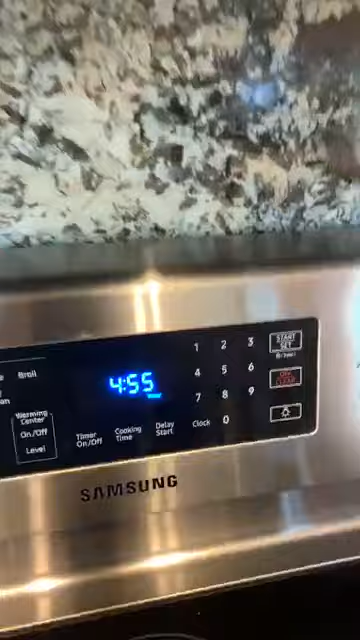 Broil
4:55
1 2 3
4 5 6
7 8 9
Clock 0
START
SET
OFF
CLEAR
Warming
Center
On/Off
Level
Timer
On/Off
Cooking
Time
Delay
Start
SAMSUNG